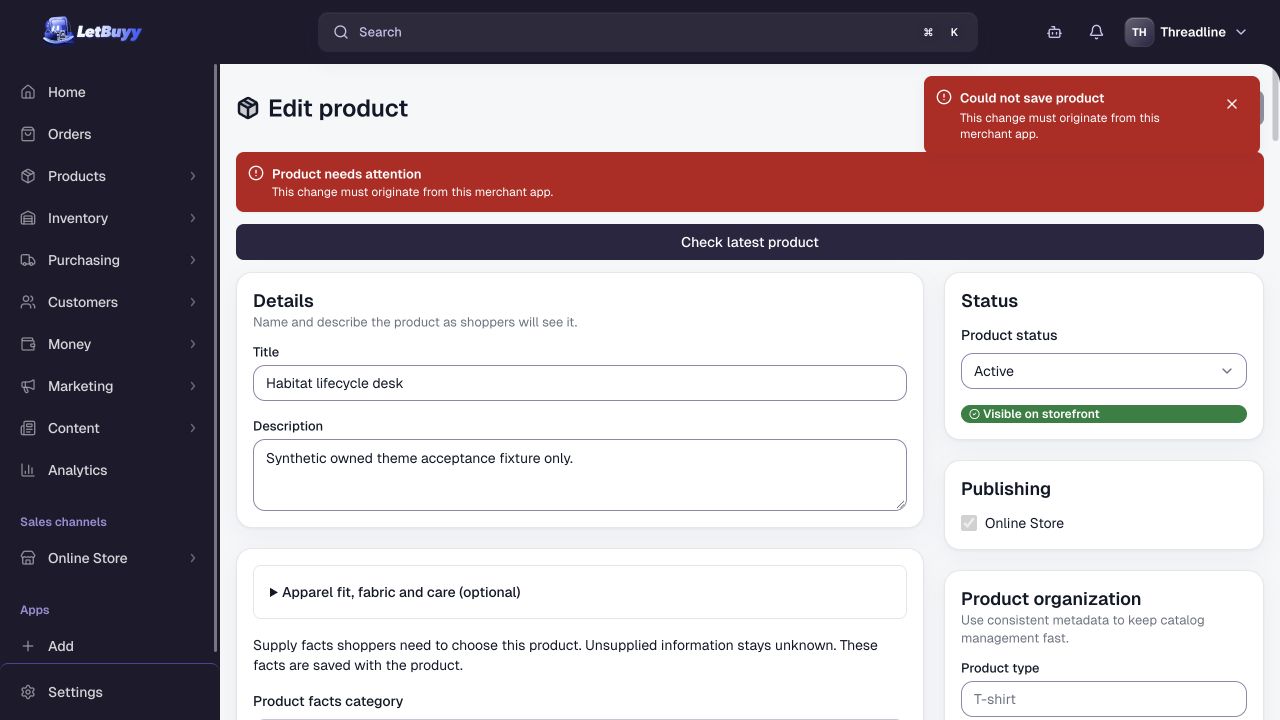 LetBuyy
Search
⌘ K
TH Threadline
Home
Orders
Products
Inventory
Purchasing
Customers
Money
Marketing
Content
Analytics
Sales channels
Online Store
Apps
Add
Settings
Edit product
Could not save product
This change must originate from this
merchant app.
Product needs attention
This change must originate from this merchant app.
Check latest product
Details
Name and describe the product as shoppers will see it.
Title
Habitat lifecycle desk
Description
Synthetic owned theme acceptance fixture only.
Apparel fit, fabric and care (optional)
Supply facts shoppers need to choose this product. Unsupplied information stays unknown. These
facts are saved with the product.
Product facts category
Status
Product status
Active
Visible on storefront
Publishing
Online Store
Product organization
Use consistent metadata to keep catalog
management fast.
Product type
T-shirt